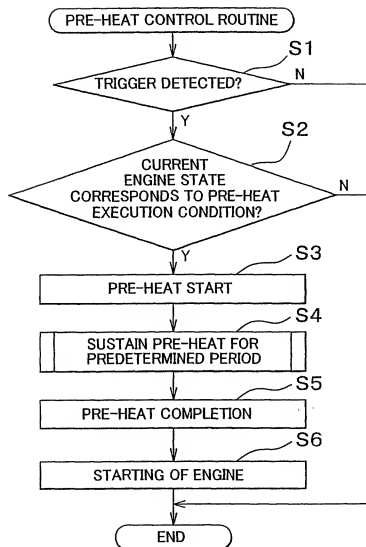 PRE-HEAT CONTROL ROUTINE
S1
TRIGGER DETECTED?
N
Y
S2
CURRENT
ENGINE STATE
CORRESPONDS TO PRE-HEAT
EXECUTION CONDITION?
N
Y
S3
PRE-HEAT START
S4
SUSTAIN PRE-HEAT FOR
PREDETERMINED PERIOD
S5
PRE-HEAT COMPLETION
S6
STARTING OF ENGINE
END